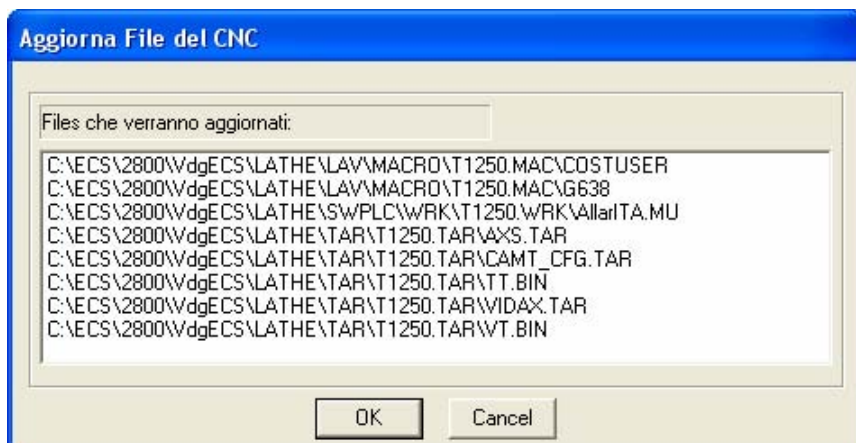 Aggiorna File del CNC
Files che verranno aggiornati:
C:\ECS\2800\VdgECS\LATHE\LAV\MACRO\T1250.MAC\COSTUSER
C:\ECS\2800\VdgECS\LATHE\LAV\MACRO\T1250.MAC\G638
C:\ECS\2800\VdgECS\LATHE\SWPLC\WRK\T1250.WRK\AllarITA.MU
C:\ECS\2800\VdgECS\LATHE\TAR\T1250.TAR\AXS.TAR
C:\ECS\2800\VdgECS\LATHE\TAR\T1250.TAR\CAMT_CFG.TAR
C:\ECS\2800\VdgECS\LATHE\TAR\T1250.TAR\TT.BIN
C:\ECS\2800\VdgECS\LATHE\TAR\T1250.TAR\VIDAX.TAR
C:\ECS\2800\VdgECS\LATHE\TAR\T1250.TAR\VT.BIN
OK Cancel